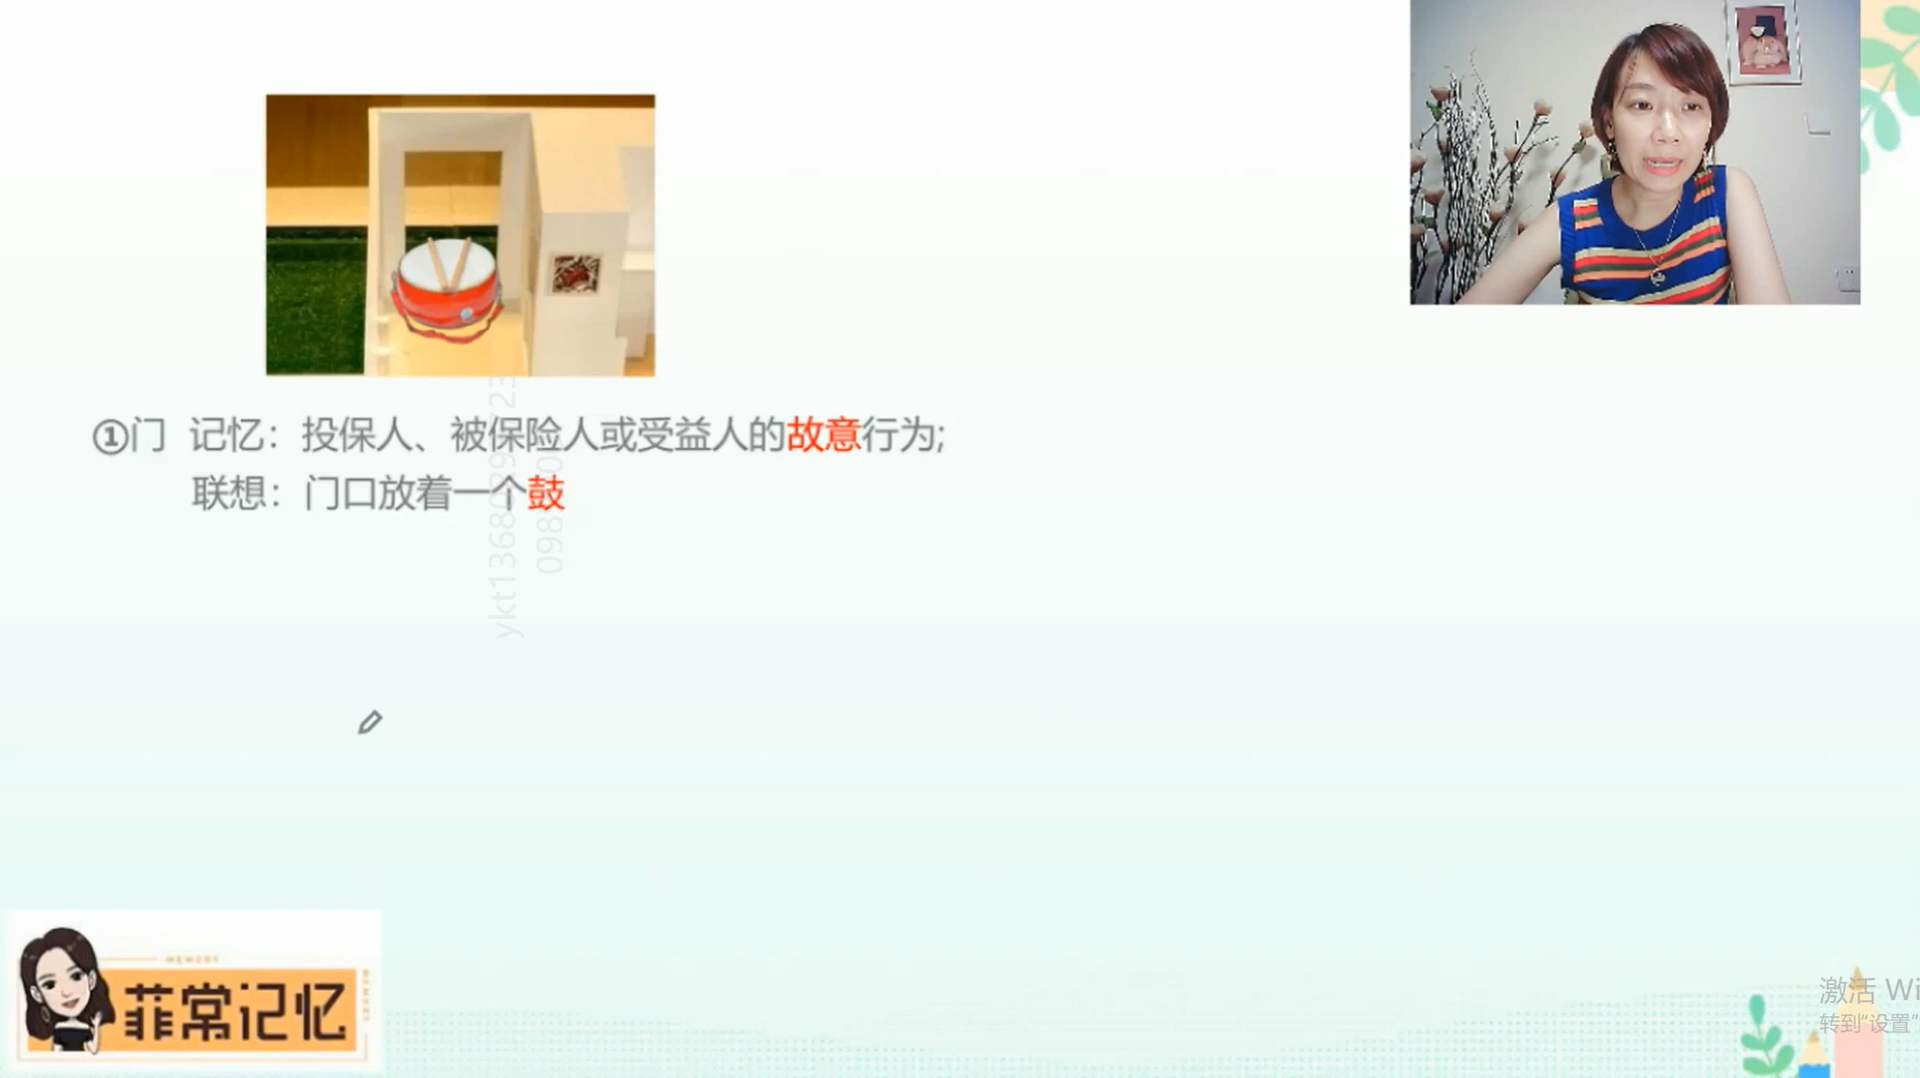 ①门 记忆：投保人、被保险人或受益人的故意行为;
联想：门口放着一个鼓
MEMORY
菲常记忆
激活 Wi
转到“设置”